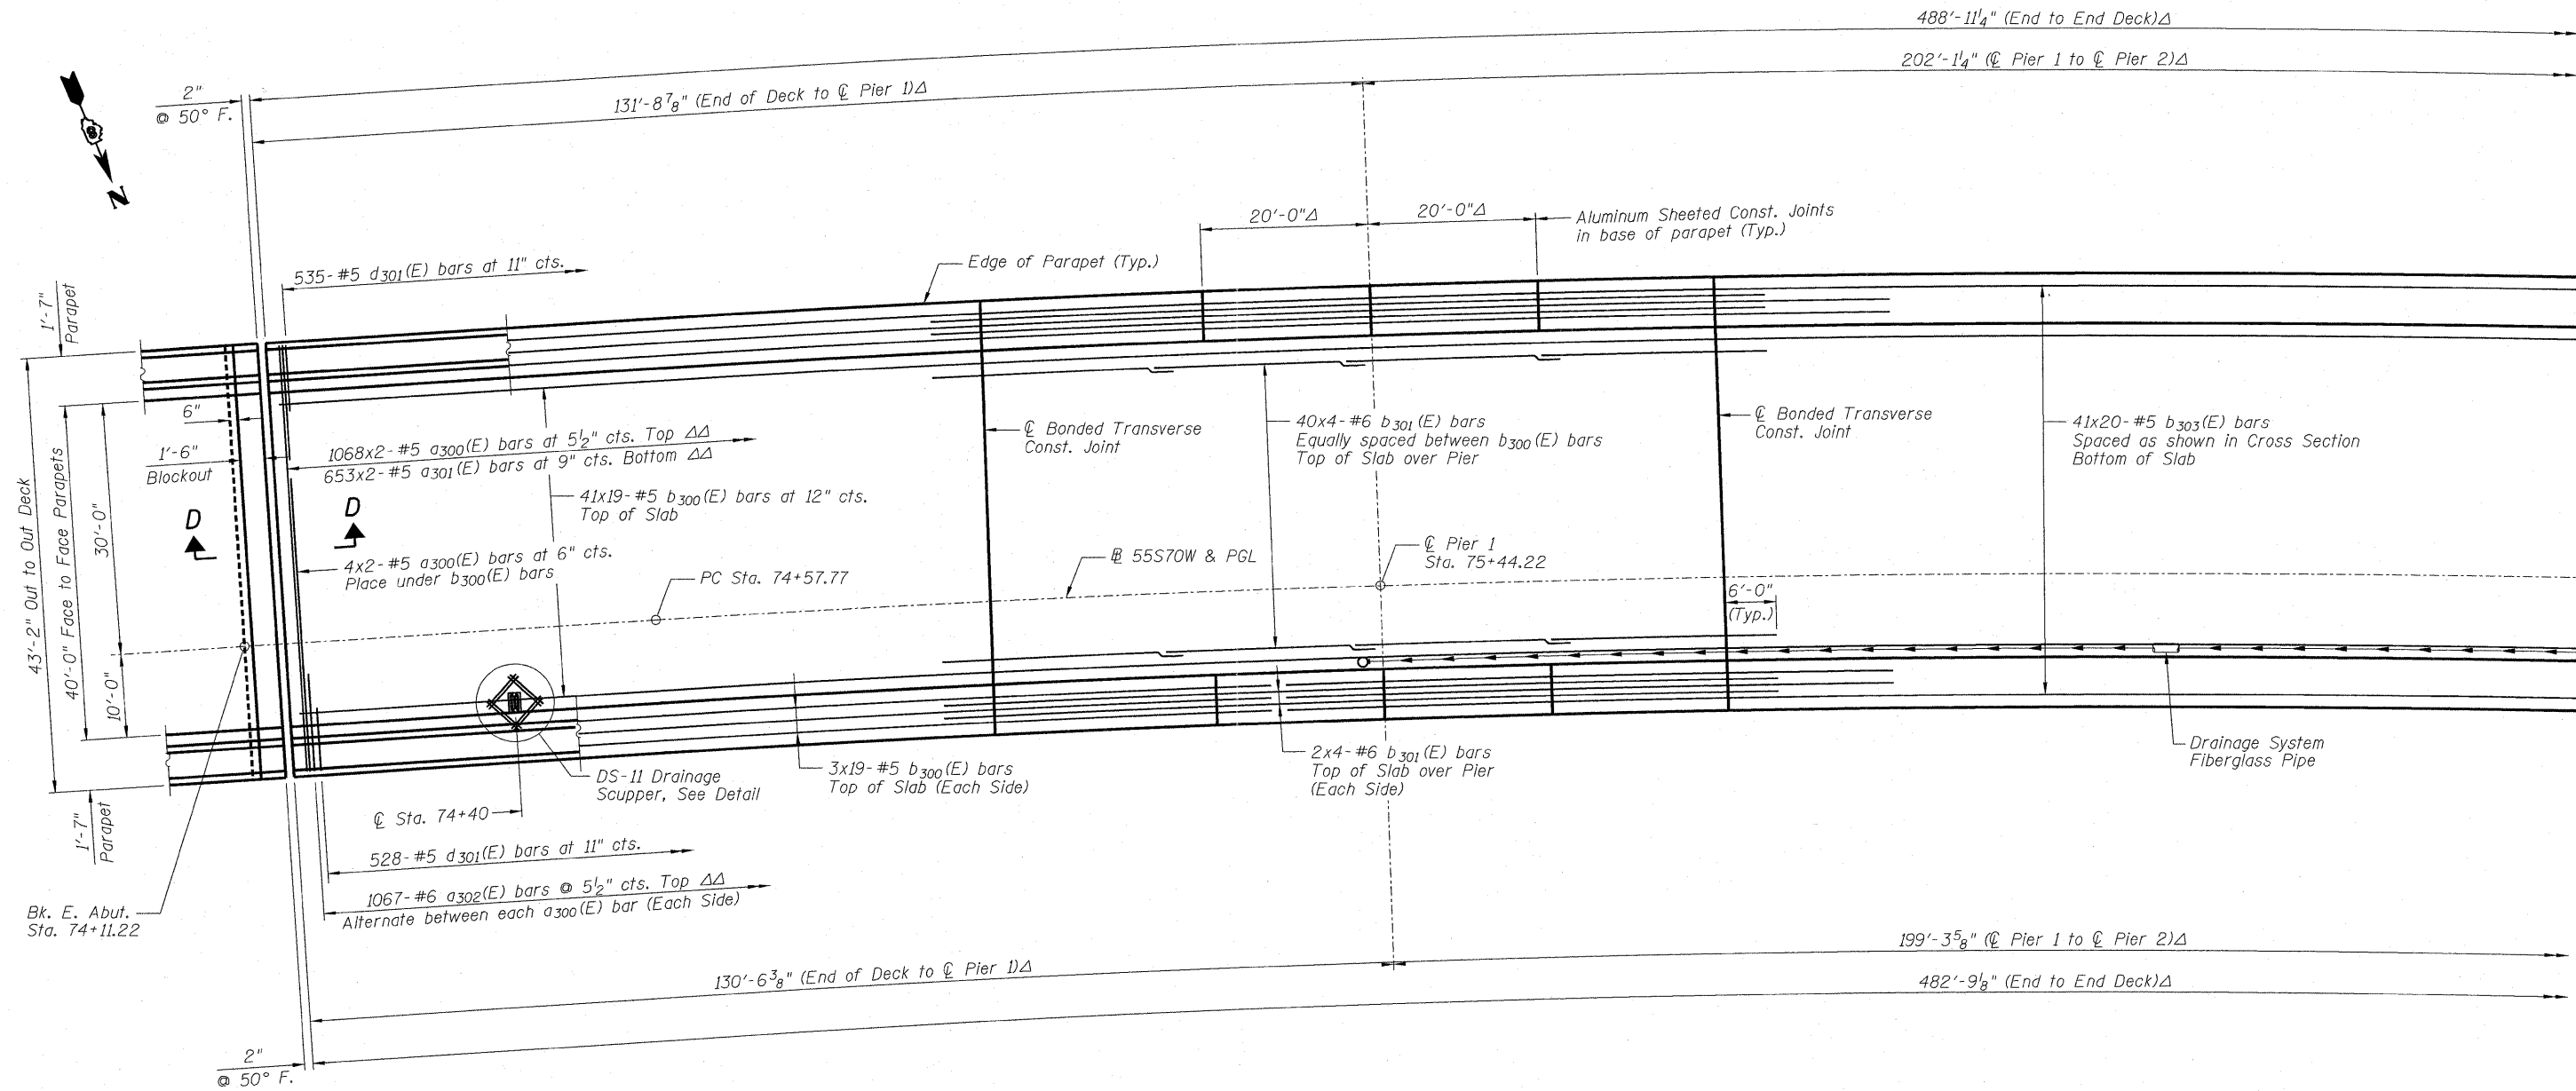 488'-11¼" (End to End Deck)Δ
202'-1¼" (℄ Pier 1 to ℄ Pier 2)Δ
2"
@ 50° F.
131'-8⅞" (End of Deck to ℄ Pier 1)Δ
N
20'-0"Δ
20'-0"Δ
Aluminum Sheeted Const. Joints
in base of parapet (Typ.)
535-#5 d301(E) bars at 11" cts.
Edge of Parapet (Typ.)
1'-7"
Parapet
6"
1'-6"
Blockout
1068x2-#5 a300(E) bars at 5½" cts. Top ΔΔ
653x2-#5 a301(E) bars at 9" cts. Bottom ΔΔ
℄ Bonded Transverse
Const. Joint
40x4-#6 b301(E) bars
Equally spaced between b300(E) bars
Top of Slab over Pier
℄ Bonded Transverse
Const. Joint
41x20-#5 b303(E) bars
Spaced as shown in Cross Section
Bottom of Slab
43'-2" Out to Out Deck
40'-0" Face to Face Parapets
30'-0"
10'-0"
D
D
41x19-#5 b300(E) bars at 12" cts.
Top of Slab
4x2-#5 a300(E) bars at 6" cts.
Place under b300(E) bars
PC Sta. 74+57.77
⅊ 55S70W & PGL
℄ Pier 1
Sta. 75+44.22
6'-0"
(Typ.)
DS-11 Drainage
Scupper, See Detail
3x19-#5 b300(E) bars
Top of Slab (Each Side)
2x4-#6 b301(E) bars
Top of Slab over Pier
(Each Side)
Drainage System
Fiberglass Pipe
℄ Sta. 74+40
1'-7"
Parapet
528-#5 d301(E) bars at 11" cts.
1067-#6 a302(E) bars @ 5½" cts. Top ΔΔ
Alternate between each a300(E) bar (Each Side)
Bk. E. Abut.
Sta. 74+11.22
199'-3⅝" (℄ Pier 1 to ℄ Pier 2)Δ
130'-6⅜" (End of Deck to ℄ Pier 1)Δ
482'-9⅛" (End to End Deck)Δ
2"
@ 50° F.